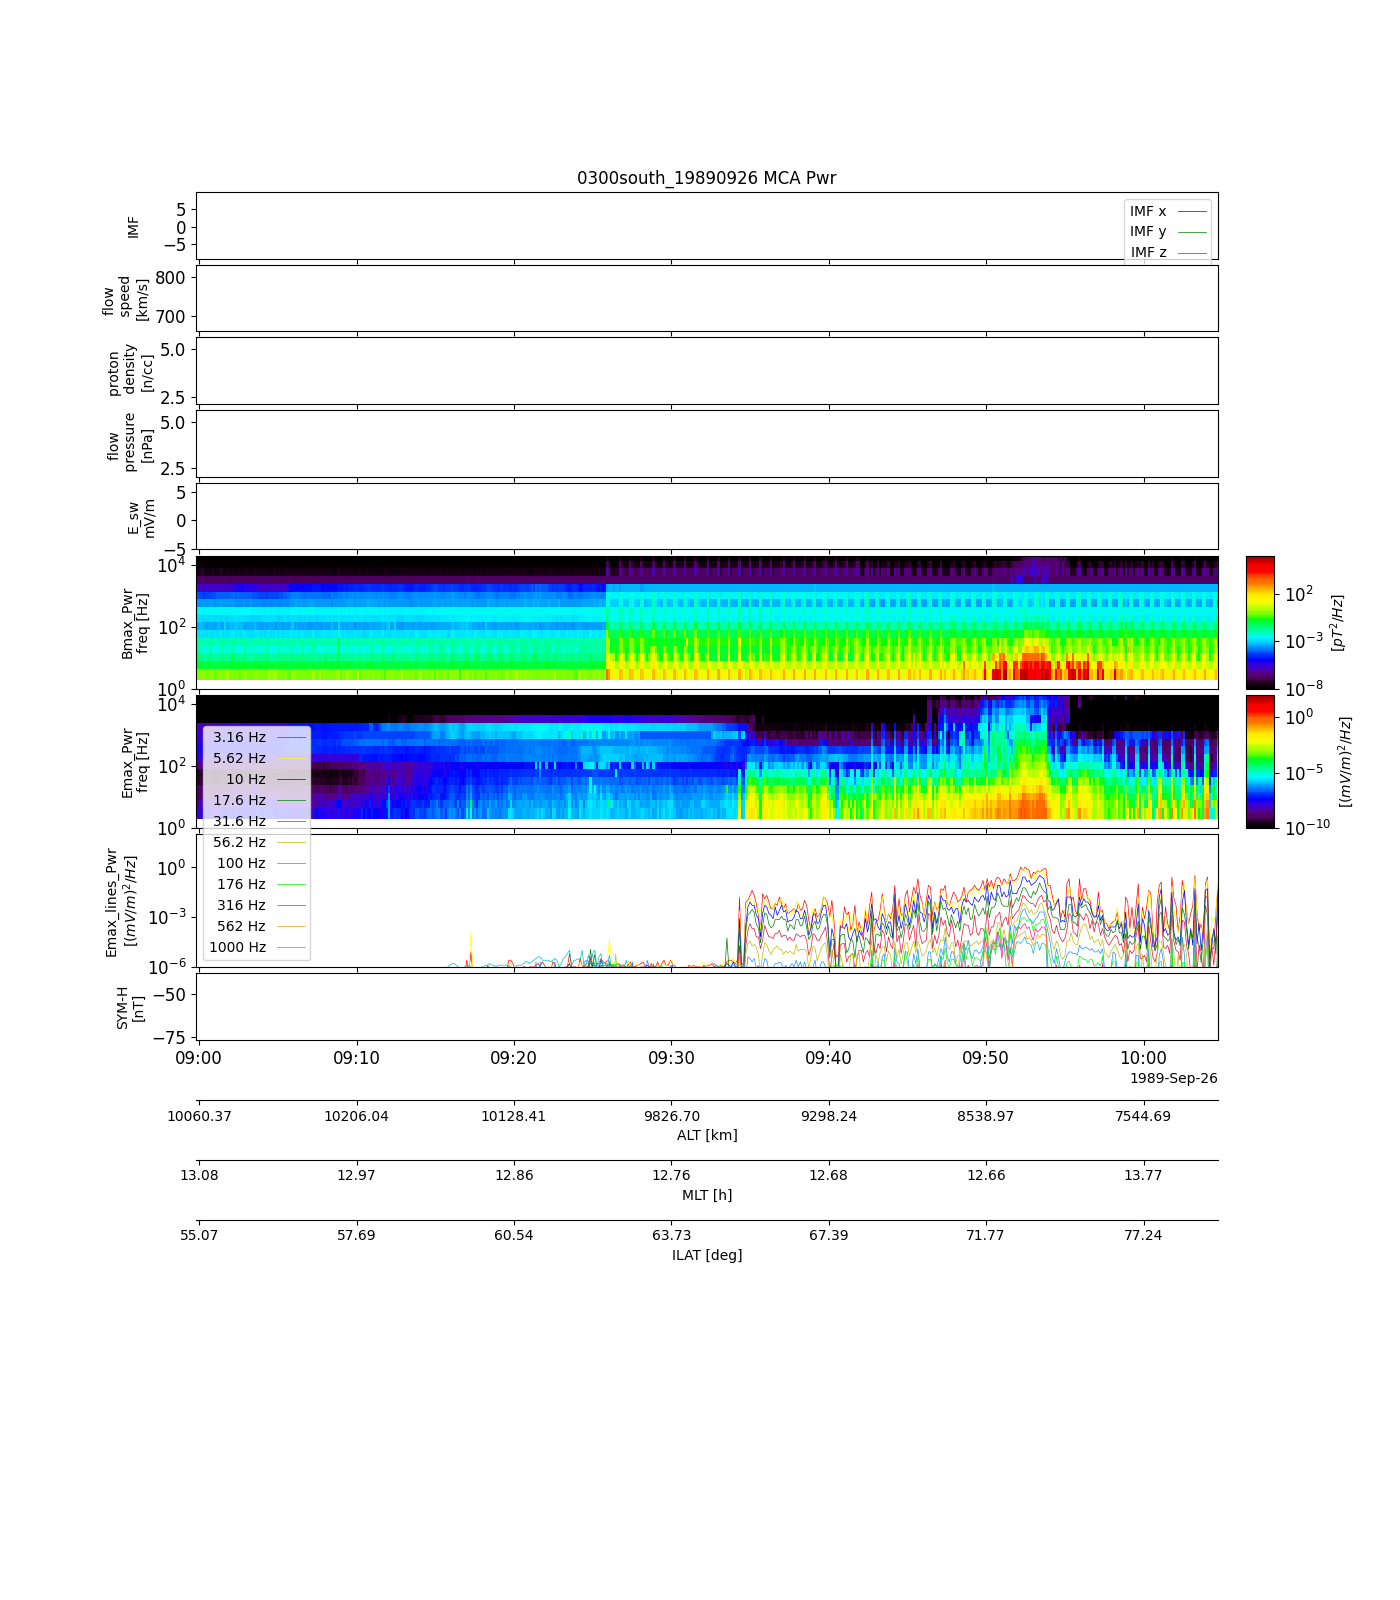 0300south_19890926 MCA Pwr
IMF
5
0
−5
IMF x
IMF y
IMF z
flow
speed
[km/s]
800
700
proton
density
[n/cc]
5.0
2.5
flow
pressure
[nPa]
5.0
2.5
E_sw
mV/m
5
0
−5
Bmax_Pwr
freq [Hz]
10^4
10^2
10^0
10^2
10^−3
10^−8
[pT^2/Hz]
Emax_Pwr
freq [Hz]
10^4
10^2
10^0
10^0
10^−5
10^−10
[(mV/m)^2/Hz]
3.16 Hz
5.62 Hz
10 Hz
17.6 Hz
31.6 Hz
56.2 Hz
100 Hz
176 Hz
316 Hz
562 Hz
1000 Hz
Emax_lines_Pwr
[(mV/m)^2/Hz]
10^0
10^−3
10^−6
SYM-H
[nT]
−50
−75
09:00 09:10 09:20 09:30 09:40 09:50 10:00
1989-Sep-26
10060.37 10206.04 10128.41 9826.70 9298.24 8538.97 7544.69
ALT [km]
13.08 12.97 12.86 12.76 12.68 12.66 13.77
MLT [h]
55.07 57.69 60.54 63.73 67.39 71.77 77.24
ILAT [deg]